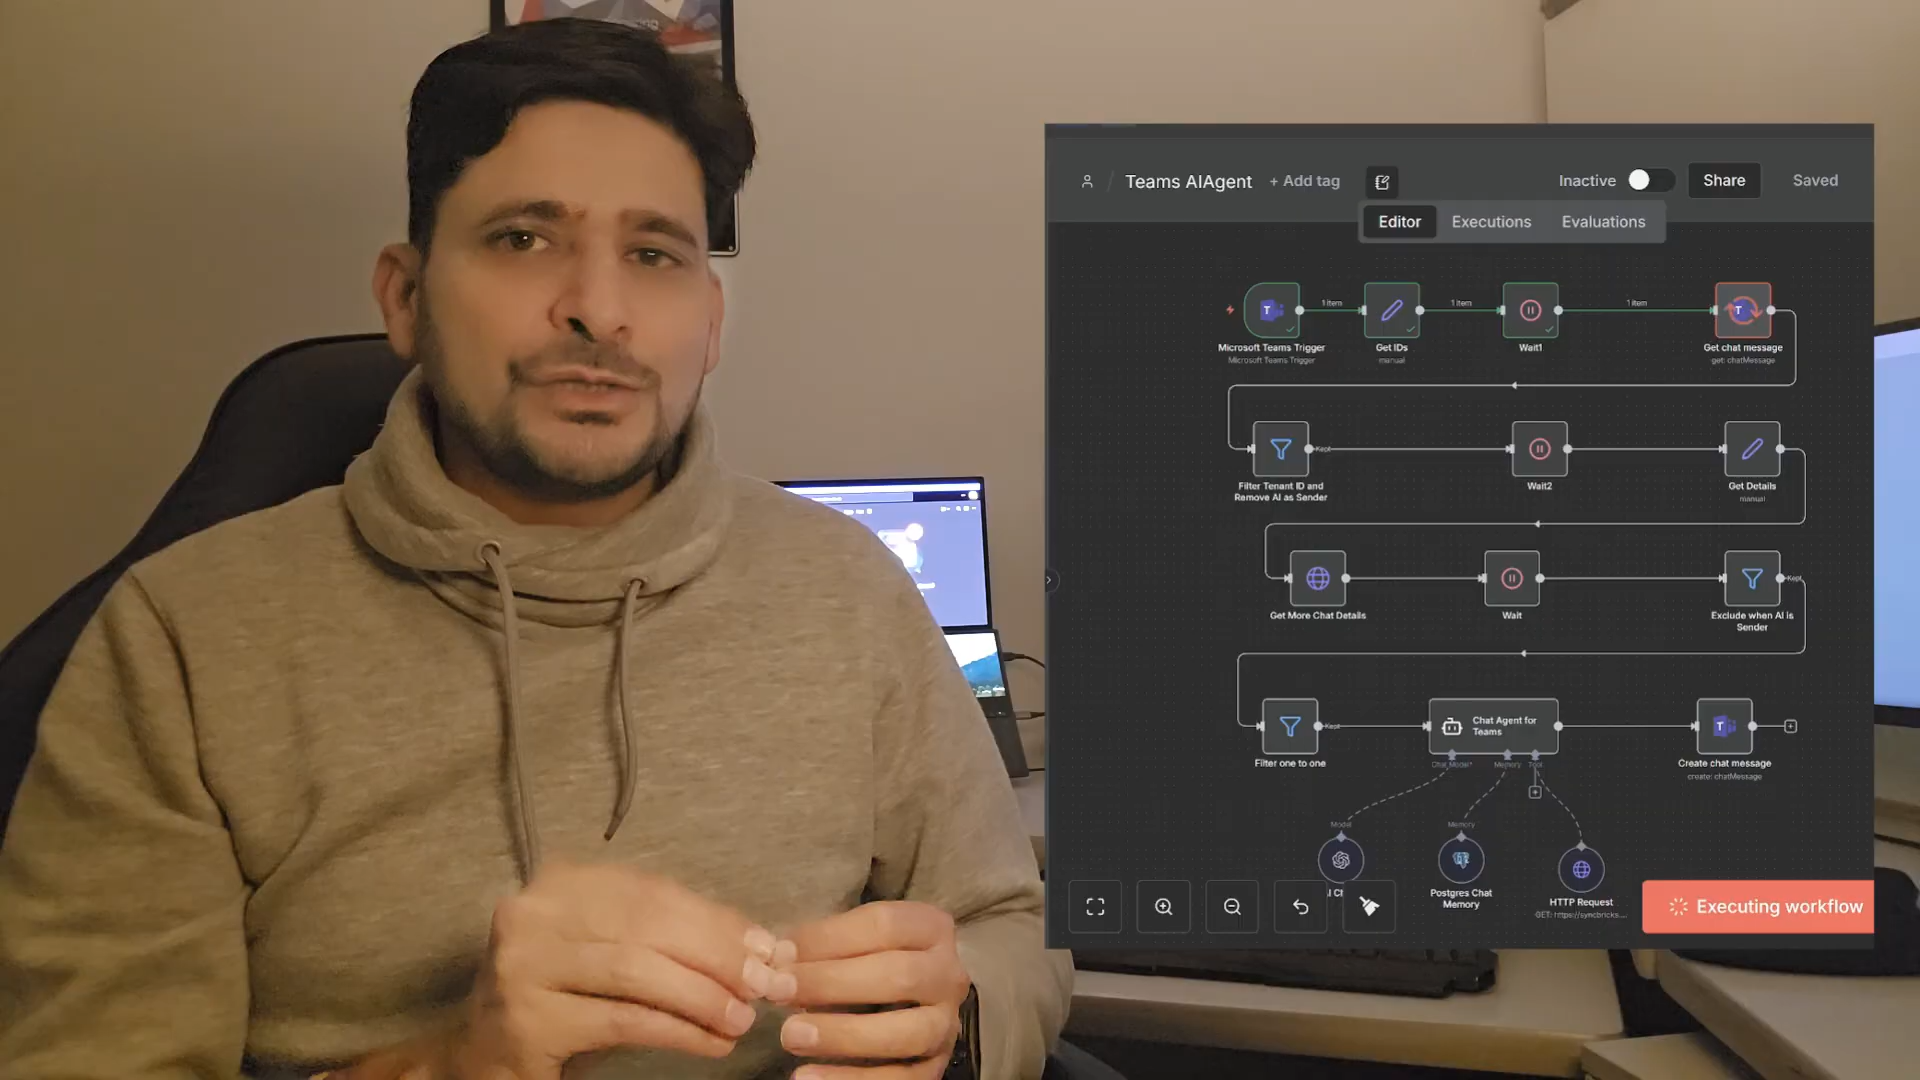 Teams AIAgent
+ Add tag
Inactive
Share
Saved
Editor
Executions
Evaluations
1 item
1 item
1 item
Microsoft Teams Trigger
Microsoft Teams Trigger
Get IDs
manual
Wait1
Get chat message
get: chatMessage
Kept
Filter Tenant ID and
Remove AI as Sender
Wait2
Get Details
manual
Kept
Get More Chat Details
Wait
Exclude when AI is
Sender
Kept
Chat Agent for
Teams
Filter one to one
Chat Model*
Memory
Tool
Create chat message
create: chatMessage
Model
Memory
Postgres Chat
Memory
HTTP Request
GET: https://syncbricks....
Executing workflow